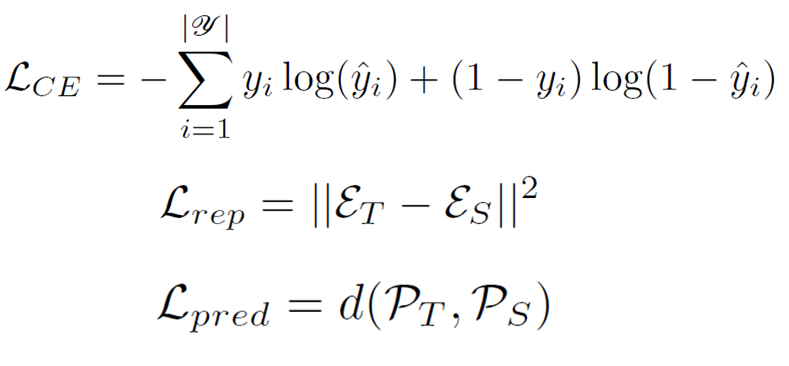 $\mathcal{L}_{CE} = -\sum_{i=1}^{|\mathscr{Y}|} y_i \log(\hat{y}_i) + (1 - y_i) \log(1 - \hat{y}_i)$
$\mathcal{L}_{rep} = ||\mathcal{E}_T - \mathcal{E}_S||^2$
$\mathcal{L}_{pred} = d(\mathcal{P}_T, \mathcal{P}_S)$